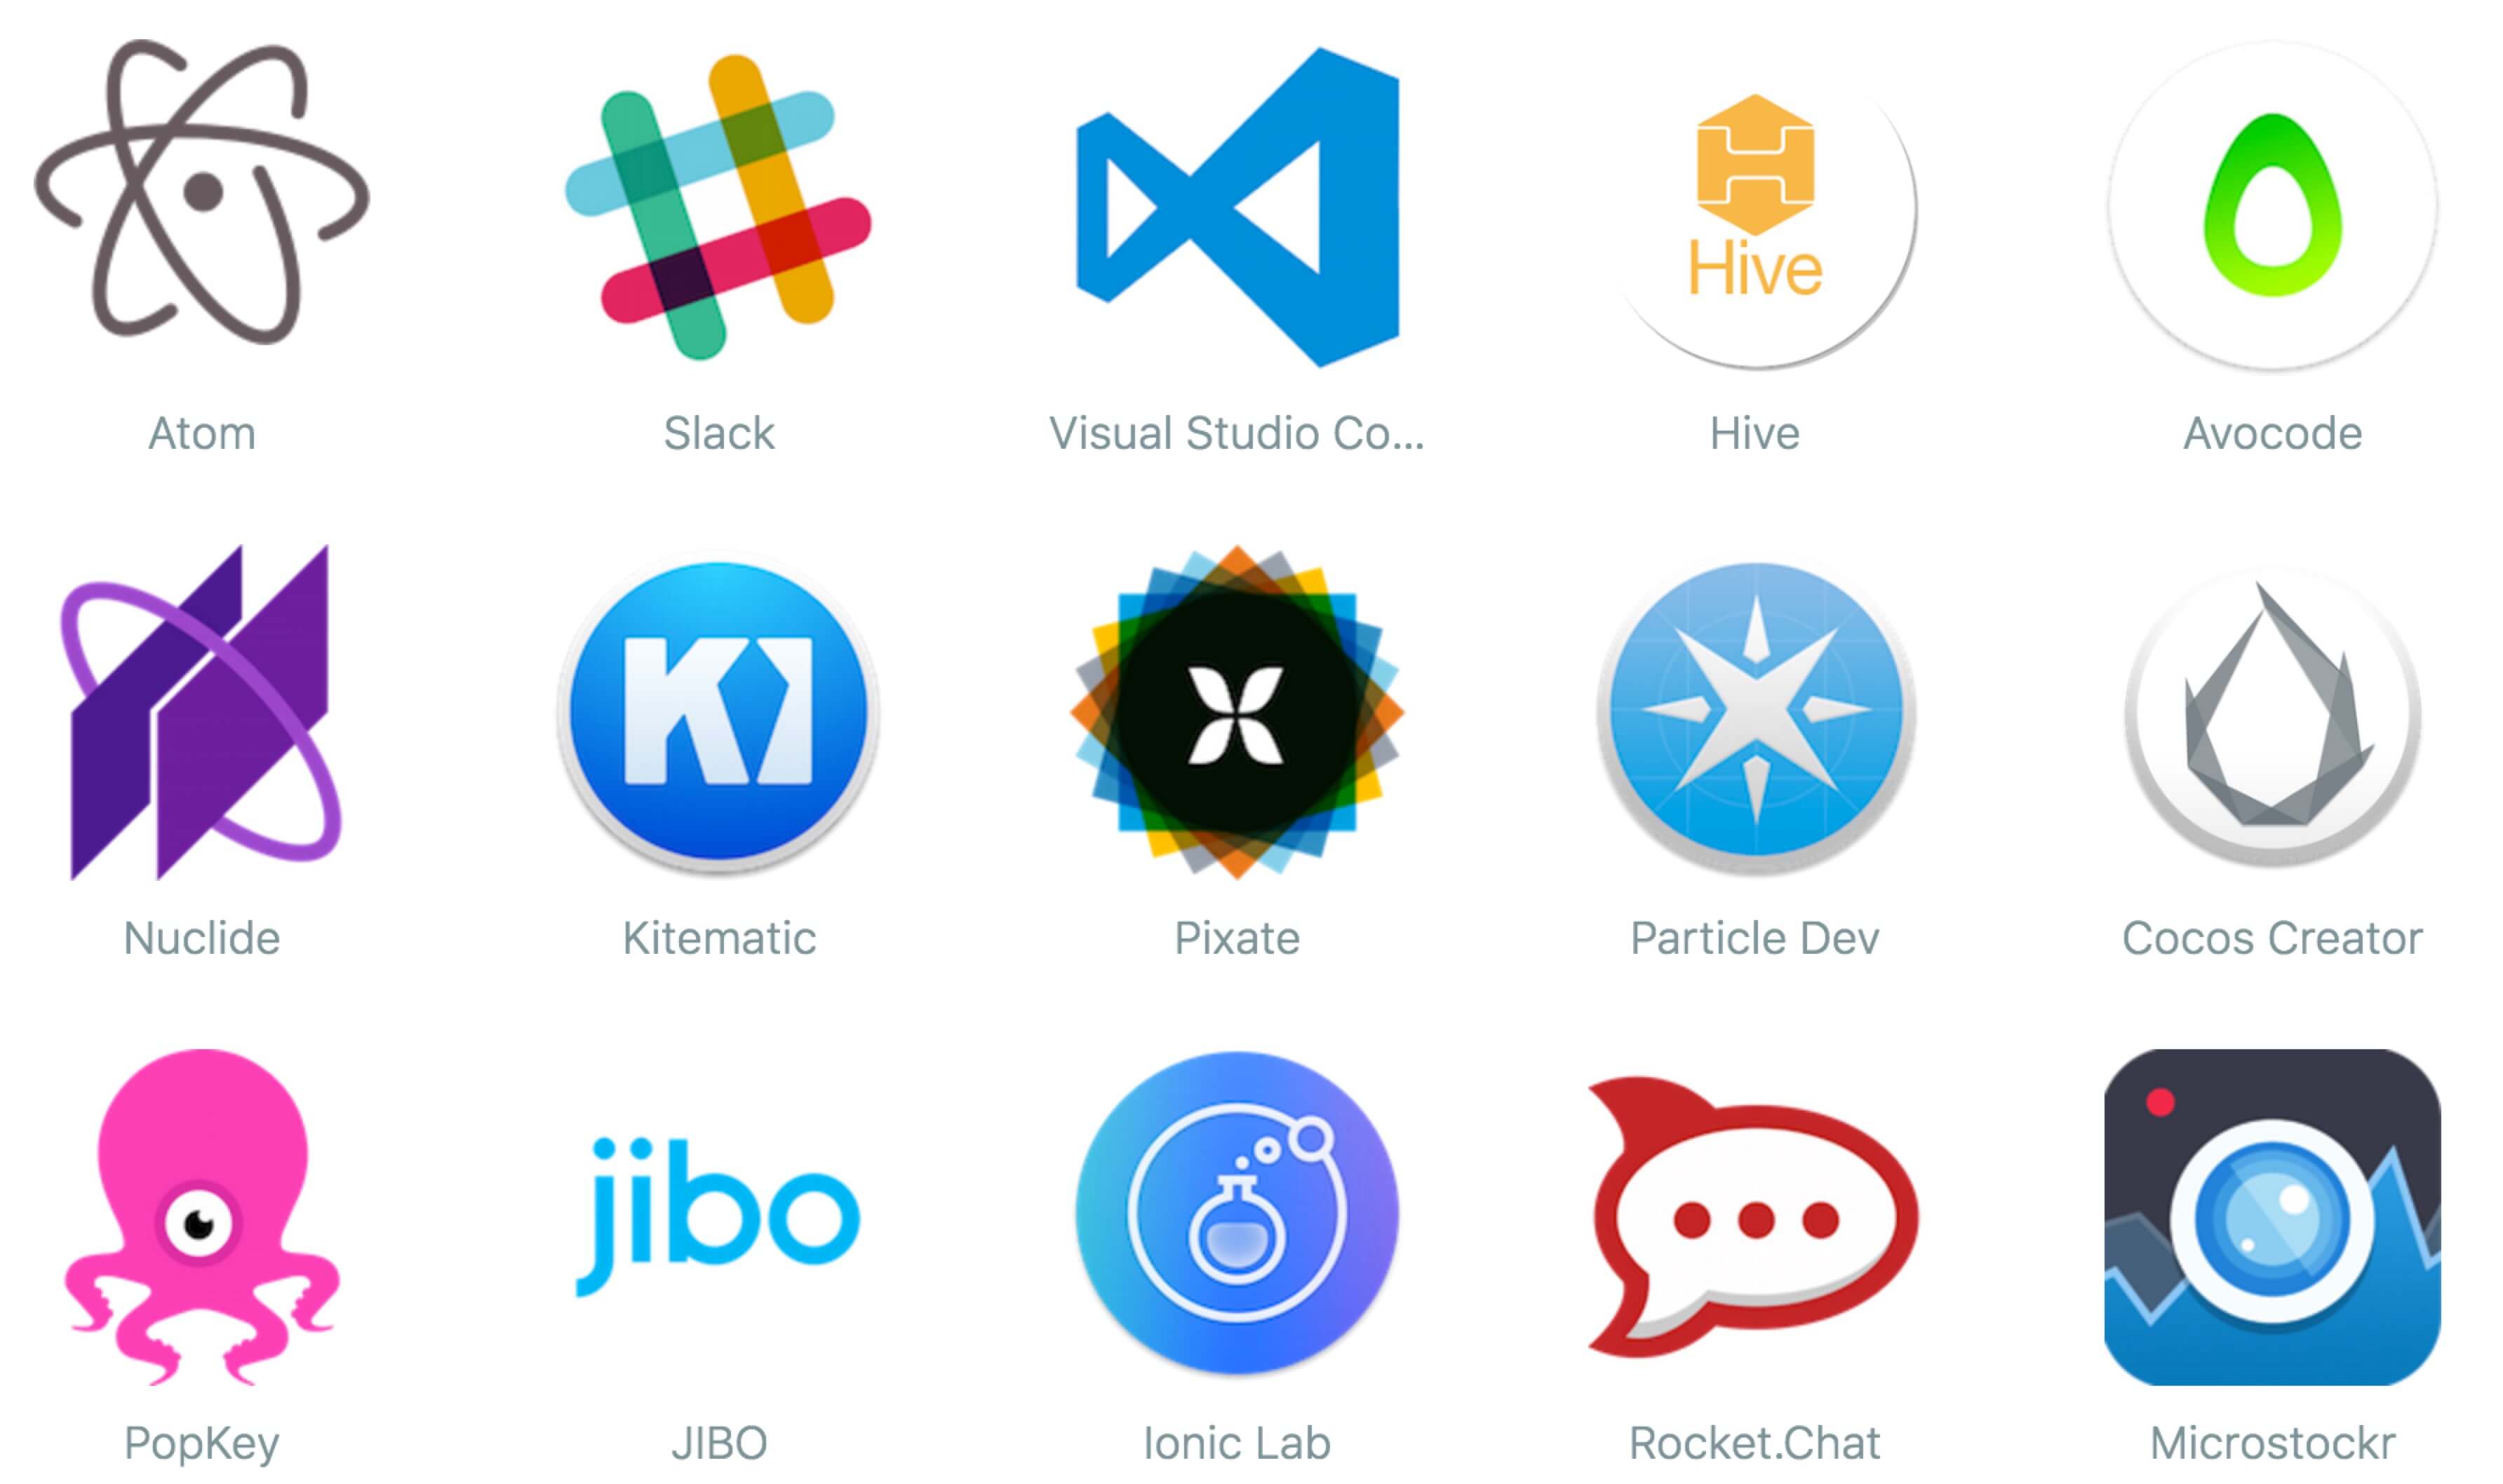 Hive
Atom
Slack
Visual Studio Co...
Hive
Avocode
KI
Nuclide
Kitematic
Pixate
Particle Dev
Cocos Creator
jibo
PopKey
JIBO
Ionic Lab
Rocket.Chat
Microstockr